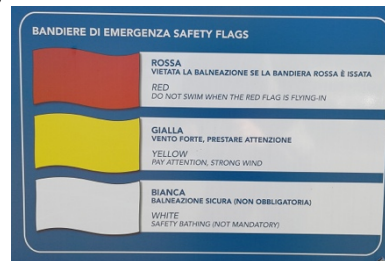 BANDIERE DI EMERGENZA SAFETY FLAGS
ROSSA
VIETATA LA BALNEAZIONE SE LA BANDIERA ROSSA È ISSATA
RED
DO NOT SWIM WHEN THE RED FLAG IS FLYING-IN
GIALLA
VENTO FORTE, PRESTARE ATTENZIONE
YELLOW
PAY ATTENTION, STRONG WIND
BIANCA
BALNEAZIONE SICURA (NON OBBLIGATORIA)
WHITE
SAFETY BATHING (NOT MANDATORY)